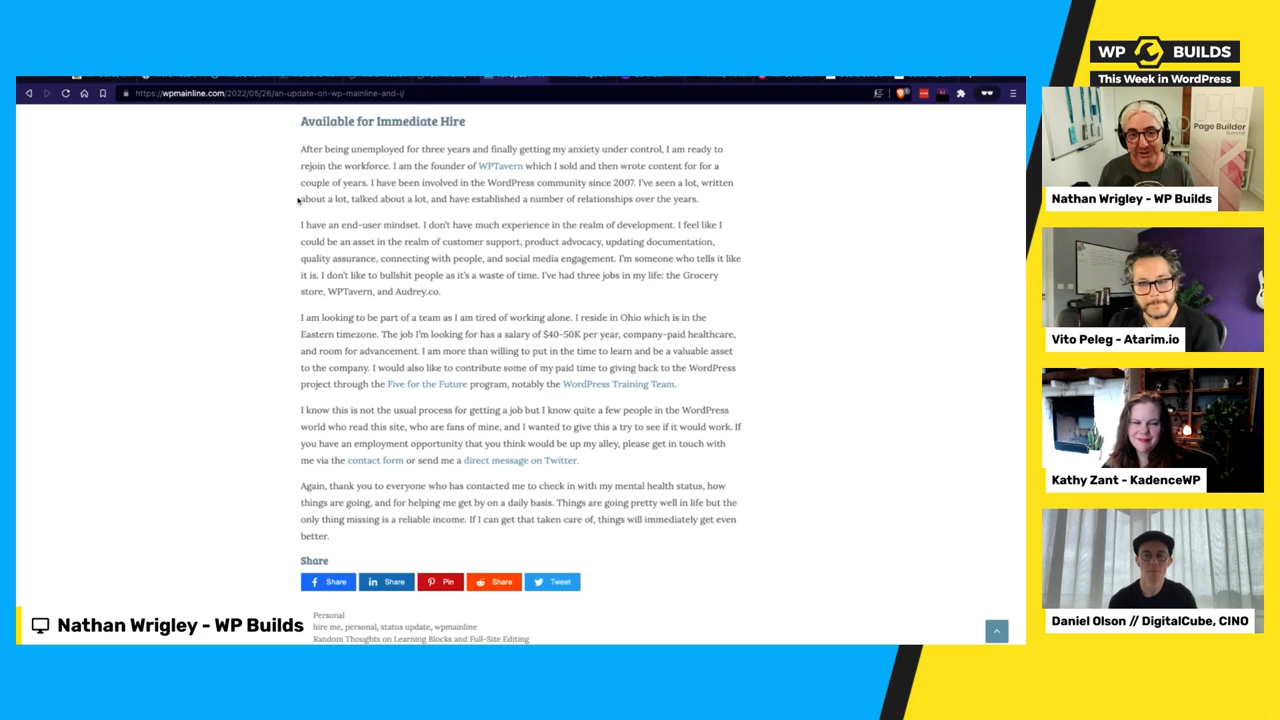 WP BUILDS
This Week in WordPress
https://wpmainline.com/2022/05/26/an-update-on-wp-mainline-and-i/
Available for Immediate Hire
After being unemployed for three years and finally getting my anxiety under control, I am ready to
rejoin the workforce. I am the founder of WPTavern which I sold and then wrote content for for a
couple of years. I have been involved in the WordPress community since 2007. I've seen a lot, written
about a lot, talked about a lot, and have established a number of relationships over the years.
I have an end-user mindset. I don't have much experience in the realm of development. I feel like I
could be an asset in the realm of customer support, product advocacy, updating documentation,
quality assurance, connecting with people, and social media engagement. I'm someone who tells it like
it is. I don't like to bullshit people as it's a waste of time. I've had three jobs in my life: the Grocery
store, WPTavern, and Audrey.co.
I am looking to be part of a team as I am tired of working alone. I reside in Ohio which is in the
Eastern timezone. The job I'm looking for has a salary of $40-50K per year, company-paid healthcare,
and room for advancement. I am more than willing to put in the time to learn and be a valuable asset
to the company. I would also like to contribute some of my paid time to giving back to the WordPress
project through the Five for the Future program, notably the WordPress Training Team.
I know this is not the usual process for getting a job but I know quite a few people in the WordPress
world who read this site, who are fans of mine, and I wanted to give this a try to see if it would work. If
you have an employment opportunity that you think would be up my alley, please get in touch with
me via the contact form or send me a direct message on Twitter.
Again, thank you to everyone who has contacted me to check in with my mental health status, how
things are going, and for helping me get by on a daily basis. Things are going pretty well in life but the
only thing missing is a reliable income. If I can get that taken care of, things will immediately get even
better.
Share
Share Share Pin Share Tweet
Personal
hire me, personal, status update, wpmainline
Random Thoughts on Learning Blocks and Full-Site Editing
Nathan Wrigley - WP Builds
Page Builder
Summit
Nathan Wrigley - WP Builds
Vito Peleg - Atarim.io
Kathy Zant - KadenceWP
Daniel Olson // DigitalCube, CINO